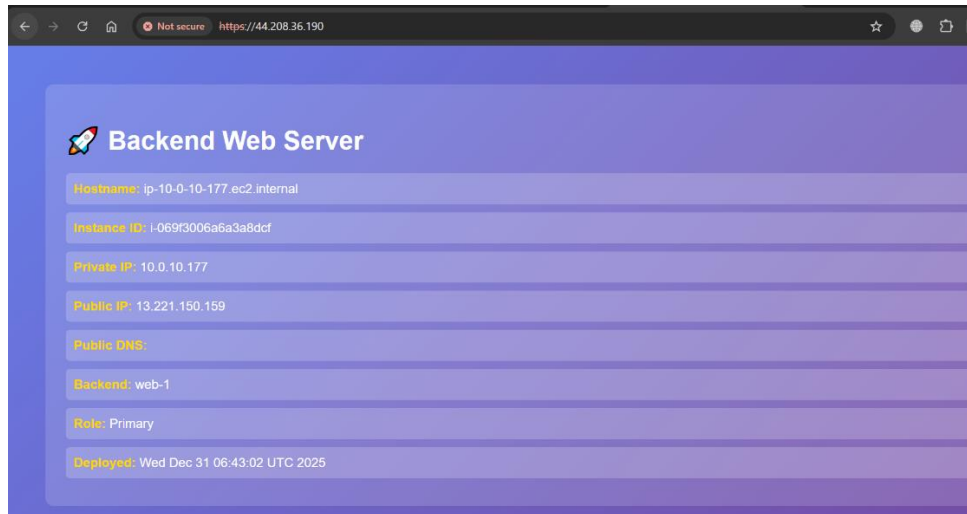 Not secure https://44.208.36.190
Backend Web Server
Hostname: ip-10-0-10-177.ec2.internal
Instance ID: i-069f3006a6a3a8dcf
Private IP: 10.0.10.177
Public IP: 13.221.150.159
Public DNS:
Backend: web-1
Role: Primary
Deployed: Wed Dec 31 06:43:02 UTC 2025